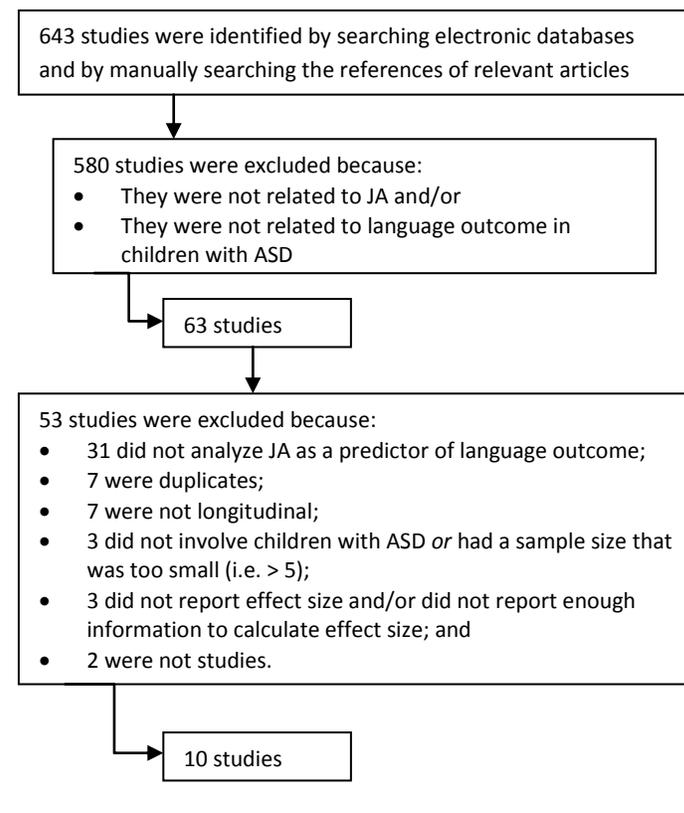 643 studies were identified by searching electronic databases
and by manually searching the references of relevant articles
580 studies were excluded because:
• They were not related to JA and/or
• They were not related to language outcome in
children with ASD
63 studies
53 studies were excluded because:
• 31 did not analyze JA as a predictor of language outcome;
• 7 were duplicates;
• 7 were not longitudinal;
• 3 did not involve children with ASD or had a sample size that
was too small (i.e. > 5);
• 3 did not report effect size and/or did not report enough
information to calculate effect size; and
• 2 were not studies.
10 studies